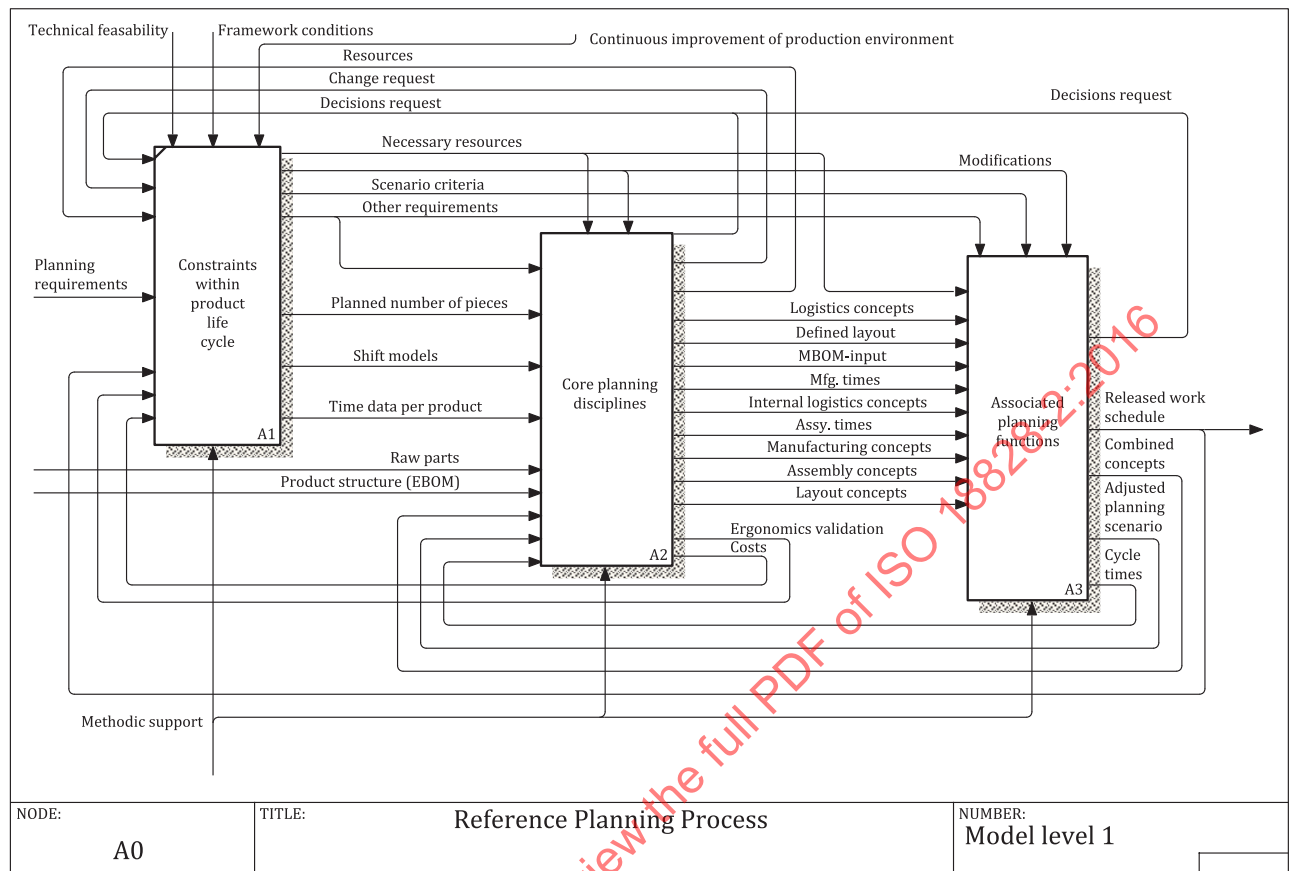 Technical feasability
Framework conditions
Continuous improvement of production environment
Resources
Change request
Decisions request
Decisions request
Necessary resources
Modifications
Scenario criteria
Other requirements
Planning
requirements
Constraints
within
product
life
cycle
A1
Planned number of pieces
Shift models
Time data per product
Raw parts
Product structure (EBOM)
Core planning
disciplines
A2
Logistics concepts
Defined layout
MBOM-input
Mfg. times
Internal logistics concepts
Assy. times
Manufacturing concepts
Assembly concepts
Layout concepts
Ergonomics validation
Costs
Associated
planning
functions
A3
Released work
schedule
Combined
concepts
Adjusted
planning
scenario
Cycle
times
Methodic support
iew the full PDF of ISO 18828-2:2016
NODE:
A0
TITLE:
Reference Planning Process
NUMBER:
Model level 1